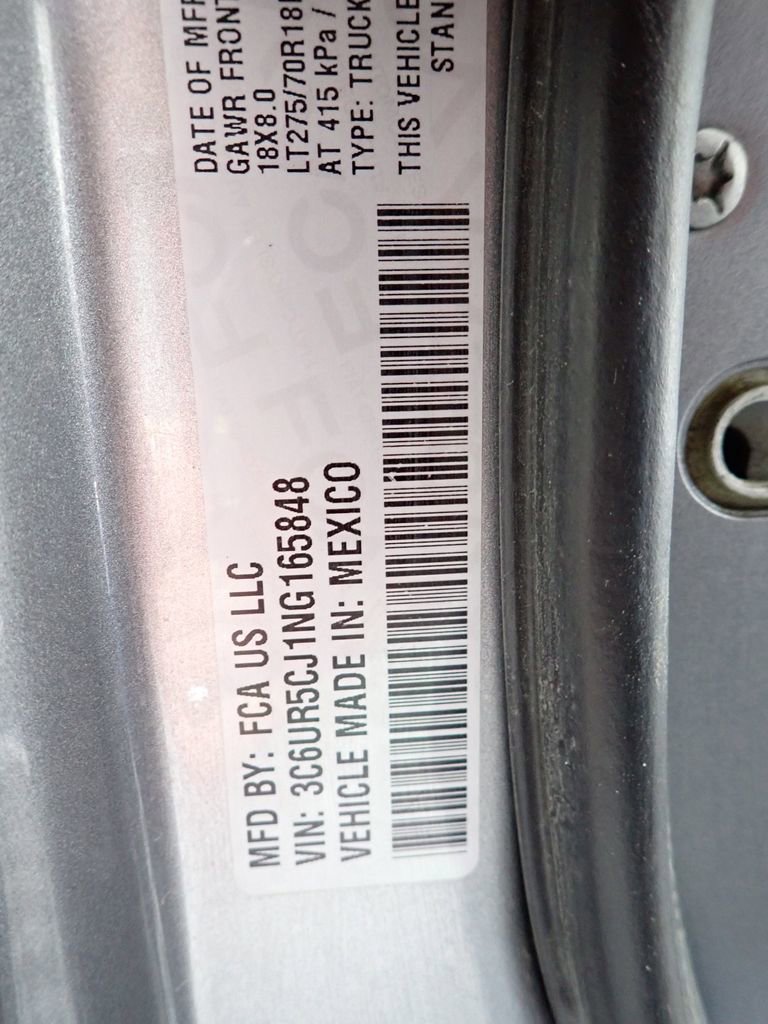 MFD BY: FCA US LLC
VIN: 3C6UR5CJ1NG165848
VEHICLE MADE IN: MEXICO
DATE OF MFR
GAWR FRONT
18X8.0
LT275/70R18
AT 415 kPa /
TYPE: TRUCK
THIS VEHICLE
STAN